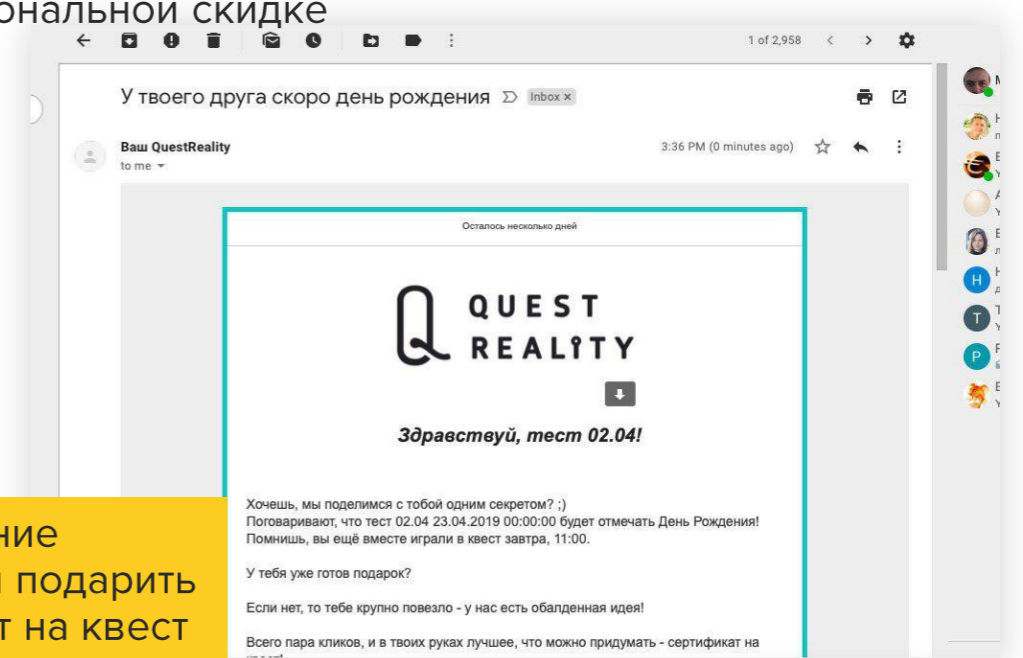 ональной скидке
1 of 2,958
У твоего друга скоро день рождения Inbox x
Ваш QuestReality
3:36 PM (0 minutes ago)
to me
Осталось несколько дней
QUEST
REALITY
Здравствуй, тест 02.04!
Хочешь, мы поделимся с тобой одним секретом? ;)
Поговаривают, что тест 02.04 23.04.2019 00:00:00 будет отмечать День Рождения!
Помнишь, вы ещё вместе играли в квест завтра, 11:00.
У тебя уже готов подарок?
Если нет, то тебе крупно повезло - у нас есть обалденная идея!
Всего пара кликов, и в твоих руках лучшее, что можно придумать - сертификат на
ние
подарить
т на квест
H
T
P